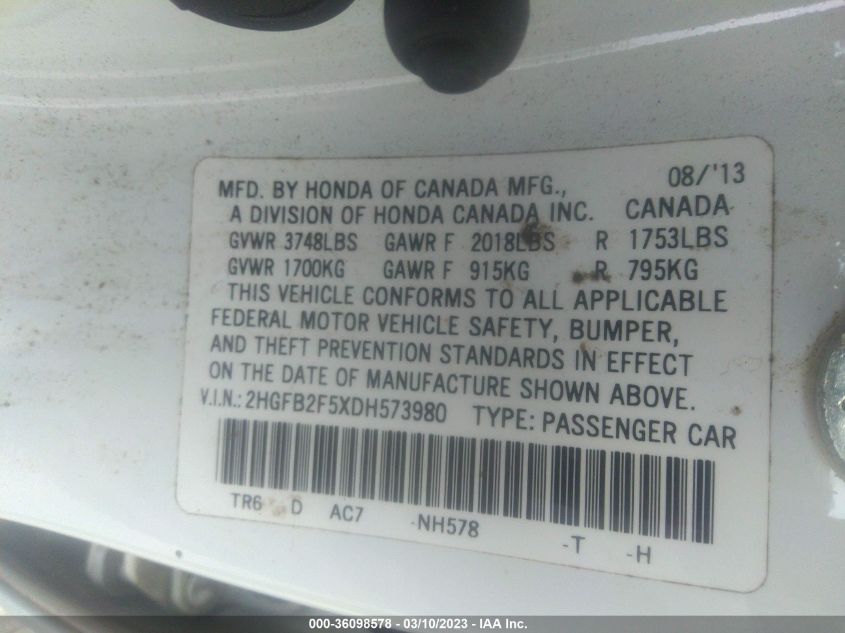 08/'13
MFD. BY HONDA OF CANADA MFG.,
A DIVISION OF HONDA CANADA INC. CANADA
GVWR 3748LBS GAWR F 2018LBS R 1753LBS
GVWR 1700KG GAWR F 915KG R 795KG
THIS VEHICLE CONFORMS TO ALL APPLICABLE
FEDERAL MOTOR VEHICLE SAFETY, BUMPER,
AND THEFT PREVENTION STANDARDS IN EFFECT
ON THE DATE OF MANUFACTURE SHOWN ABOVE.
V.I.N.: 2HGFB2F5XDH573980 TYPE: PASSENGER CAR
TR6 D AC7 -NH578 -T -H
000-36098578 - 03/10/2023 - IAA Inc.